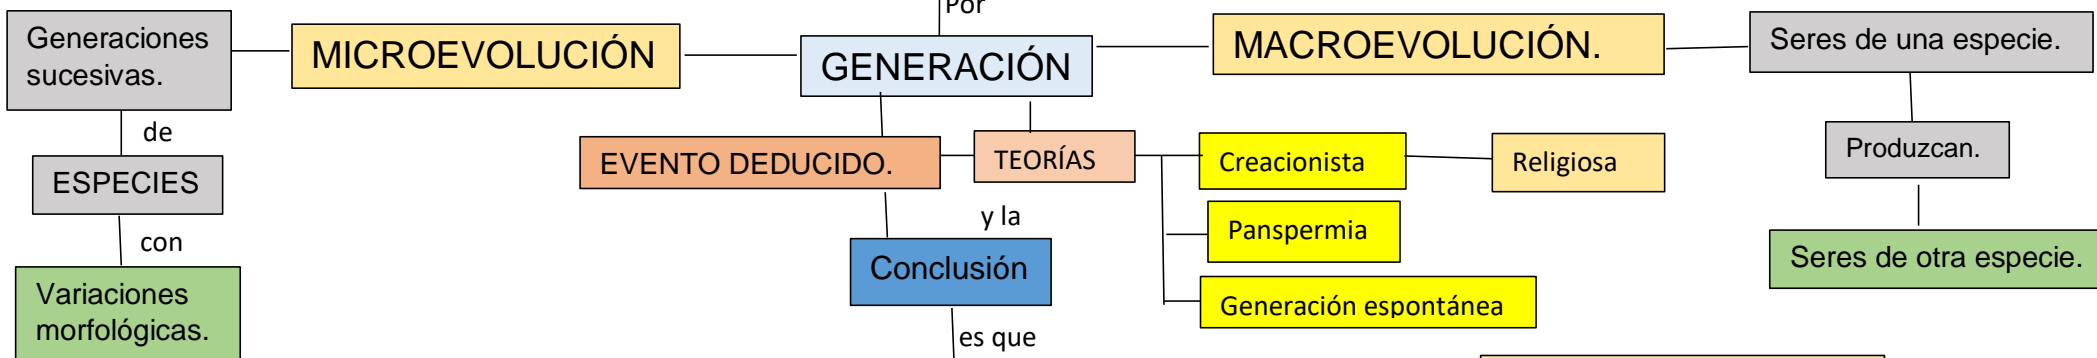 Por
Generaciones
sucesivas.
MICROEVOLUCIÓN
GENERACIÓN
MACROEVOLUCIÓN.
Seres de una especie.
de
EVENTO DEDUCIDO.
TEORÍAS
Creacionista
Religiosa
Produzcan.
ESPECIES
y la
Panspermia
con
Conclusión
Seres de otra especie.
Variaciones
morfológicas.
Generación espontánea
es que